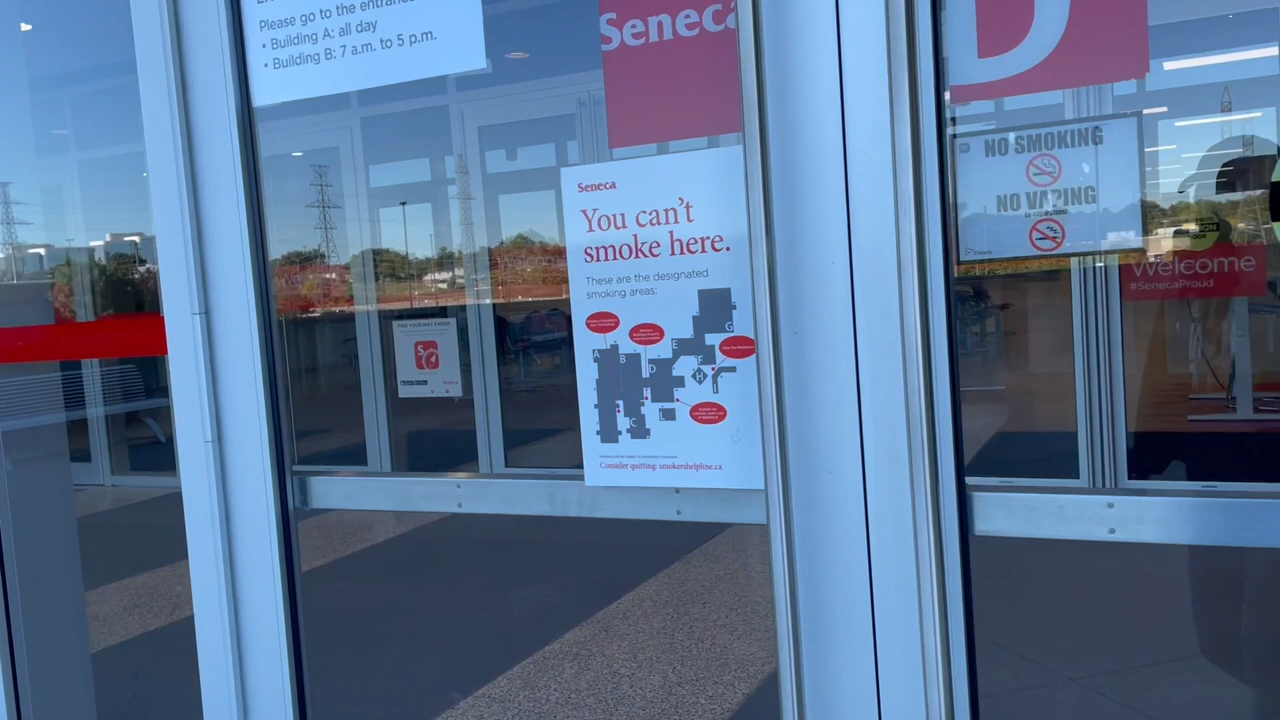 Please go to the entrance
• Building A: all day
• Building B: 7 a.m. to 5 p.m.
Seneca
D
Seneca
You can't
smoke here.
These are the designated
smoking areas:
A
B
C
D
E
F
G
H
Consider quitting: smokershelpline.ca
FIND YOUR WAY EASIER.
S
NO SMOKING
NO VAPING
Welcome
#SenecaProud